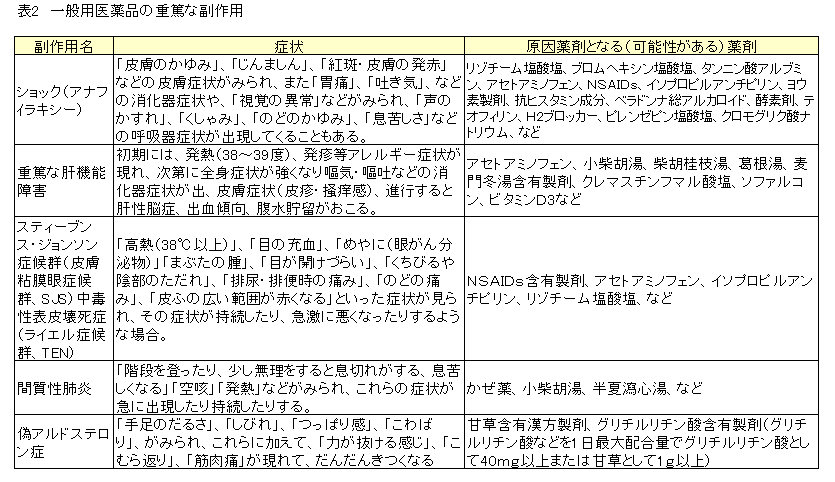 表2　一般用医薬品の重篤な副作用
副作用名
症状
原因薬剤となる(可能性がある)薬剤
ショック(アナフ
ィラキシー)
「皮膚のかゆみ」、「じんましん」、「紅斑・皮膚の発赤」
などの皮膚症状がみられ、また「胃痛」、「吐き気」、など
の消化器症状や、「視覚の異常」などがみられ、「声の
かすれ」、「くしゃみ」、「のどのかゆみ」、「息苦しさ」など
の呼吸器症状が出現してくることもある。
リゾチーム塩酸塩、ブロムヘキシン塩酸塩、タンニン酸アルブミ
ン、アセトアミノフェン、NSAIDs、インプロピルアンチピリン、ヨウ
素製剤、抗ヒスタミン成分、ベラドンナ総アルカロイド、酵素剤、テ
オフィリン、H2ブロッカー、ピレンゼピン塩酸塩、クロモグリク酸ナ
トリウム、など
重篤な肝機能
障害
初期には、発熱(38～39度)、発疹等アレルギー症状が
現れ、次第に全身症状が強くなり嘔気・嘔吐などの消
化器症状が出、皮膚症状(皮疹・掻痒感)、進行すると
肝性脳症、出血傾向、腹水貯留がおこる。
アセトアミノフェン、小柴胡湯、柴胡桂枝湯、葛根湯、麦
門冬湯含有製剤、クレマスチンフマル酸塩、ソファルコ
ン、ビタミンD3など
スティーブン
ス・ジョンソン
症候群(皮膚
粘膜眼症候
群、SJS)中毒
性表皮壊死症
(ライエル症候
群、TEN)
「高熱(38℃以上)」、「目の充血」、「めやに(眼がん分
泌物)」「まぶたの腫」、「目が開けづらい」、「くちびるや
陰部のただれ」、「排尿・排便時の痛み」、「のどの痛
み」、「皮ふの広い範囲が赤くなる」といった症状が見ら
れ、その症状が持続したり、急激に悪くなったりするよう
な場合。
NSAIDs含有製剤、アセトアミノフェン、イソプロピルアン
チピリン、リゾチーム塩酸塩、など
間質性肺炎
「階段を登ったり、少し無理をすると息切れがする、息苦
しくなる」「空咳」「発熱」などがみられ、これらの症状が
急に出現したり持続したりする。
かぜ薬、小柴胡湯、半夏瀉心湯、など
偽アルドステロ
ン症
「手足のだるさ」、「しびれ」、「つっぱり感」、「こわば
り」、がみられ、これらに加えて、「力が抜ける感じ」、「こ
むら返り」、「筋肉痛」が現れて、だんだんきつくなる
甘草含有漢方製剤、グリチルリチン酸含有製剤(グリチ
ルリチン酸などを1日最大配合量でグリチルリチン酸とし
て40mg以上または甘草として1g以上)